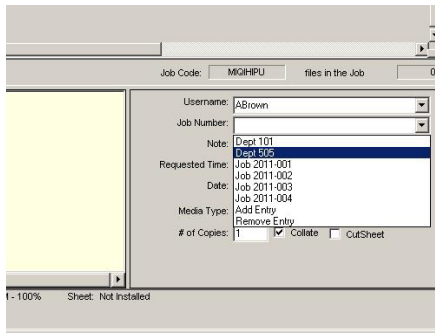 Job Code: MIQIHIPU files in the Job 0
Username: ABrown
Job Number:
Note: Dept 101
Dept 505
Requested Time: Job 2011-001
Job 2011-002
Date: Job 2011-003
Job 2011-004
Media Type: Add Entry
Remove Entry
# of Copies: 1 Collate CutSheet
- 100% Sheet: Not Installed